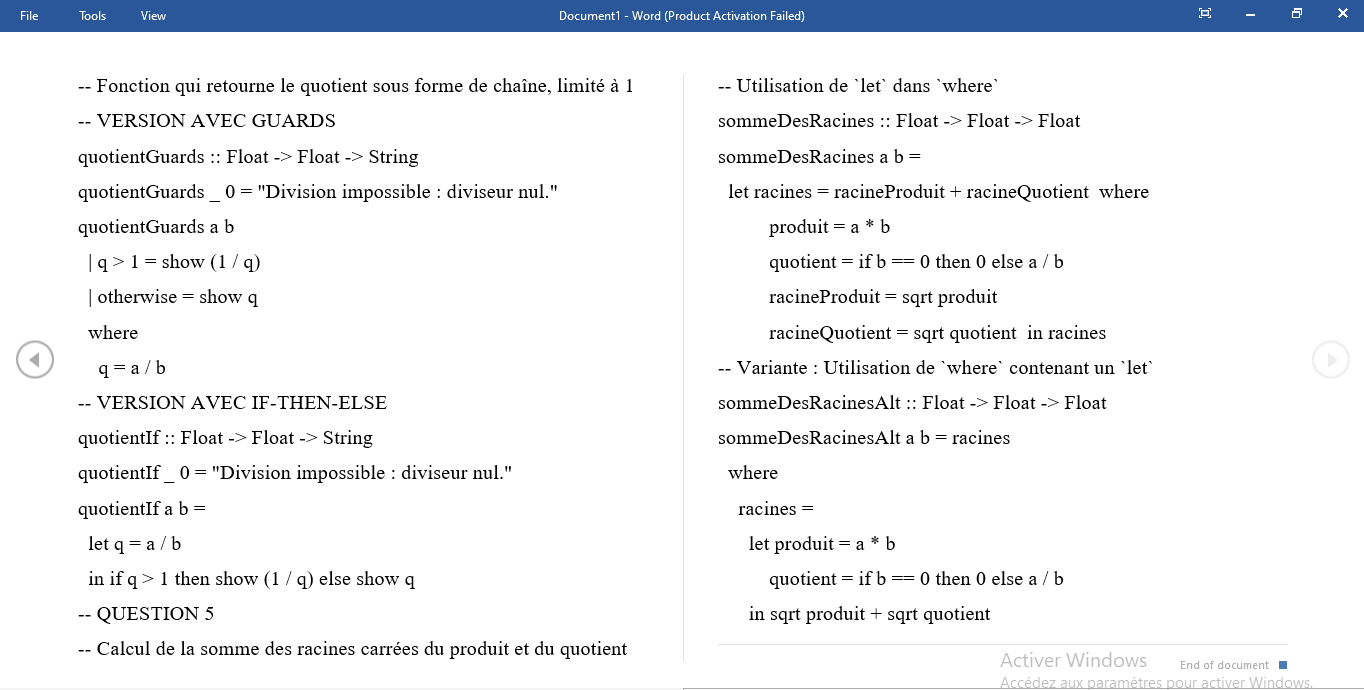 File Tools View Document1 - Word (Product Activation Failed)
-- Fonction qui retourne le quotient sous forme de chaîne, limité à 1
-- VERSION AVEC GUARDS
quotientGuards :: Float -> Float -> String
quotientGuards _ 0 = "Division impossible : diviseur nul."
quotientGuards a b
| q > 1 = show (1 / q)
| otherwise = show q
where
q = a / b
-- VERSION AVEC IF-THEN-ELSE
quotientIf :: Float -> Float -> String
quotientIf _ 0 = "Division impossible : diviseur nul."
quotientIf a b =
let q = a / b
in if q > 1 then show (1 / q) else show q
-- QUESTION 5
-- Calcul de la somme des racines carrées du produit et du quotient
-- Utilisation de `let` dans `where`
sommeDesRacines :: Float -> Float -> Float
sommeDesRacines a b =
let racines = racineProduit + racineQuotient  where
produit = a * b
quotient = if b == 0 then 0 else a / b
racineProduit = sqrt produit
racineQuotient = sqrt quotient  in racines
-- Variante : Utilisation de `where` contenant un `let`
sommeDesRacinesAlt :: Float -> Float -> Float
sommeDesRacinesAlt a b = racines
where
racines =
let produit = a * b
quotient = if b == 0 then 0 else a / b
in sqrt produit + sqrt quotient
Activer Windows
End of document
Accédez aux paramètres pour activer Windows.